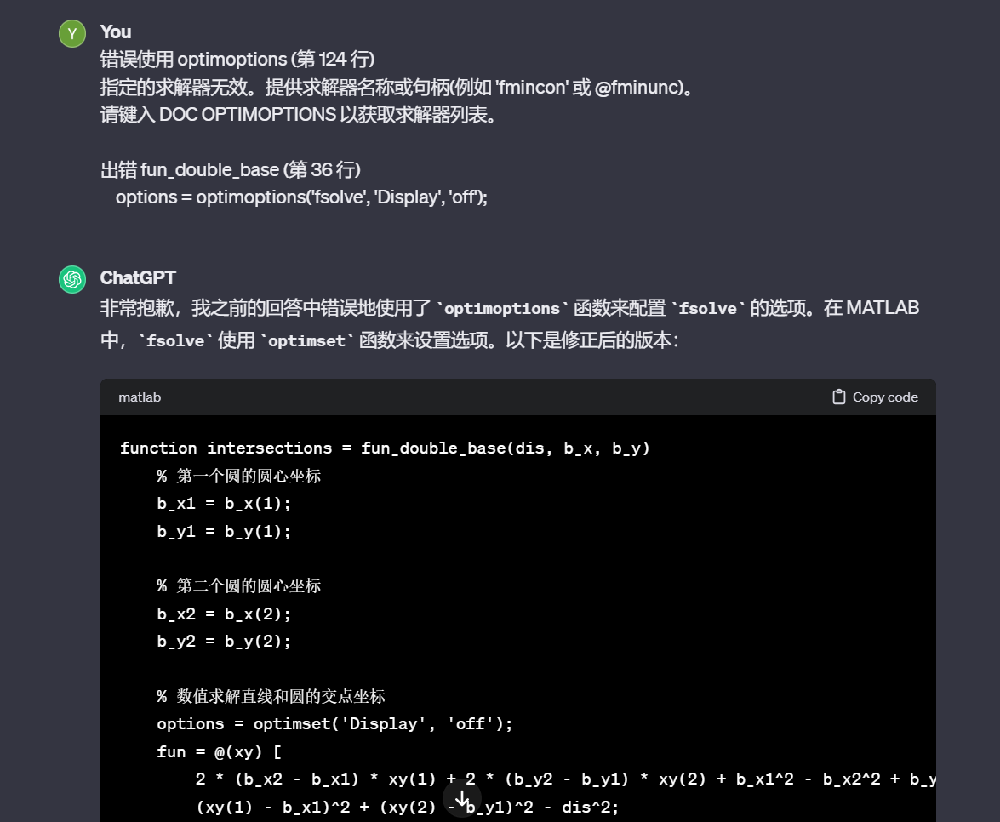 Y
You
错误使用 optimoptions (第 124 行)
指定的求解器无效。提供求解器名称或句柄(例如 'fmincon' 或 @fminunc)。
请键入 DOC OPTIMOPTIONS 以获取求解器列表。
出错 fun_double_base (第 36 行)
options = optimoptions('fsolve', 'Display', 'off');
ChatGPT
非常抱歉，我之前的回答中错误地使用了 `optimoptions` 函数来配置 `fsolve` 的选项。在 MATLAB
中，`fsolve` 使用 `optimset` 函数来设置选项。以下是修正后的版本：
matlab
Copy code
function intersections = fun_double_base(dis, b_x, b_y)
% 第一个圆的圆心坐标
b_x1 = b_x(1);
b_y1 = b_y(1);
% 第二个圆的圆心坐标
b_x2 = b_x(2);
b_y2 = b_y(2);
% 数值求解直线和圆的交点坐标
options = optimset('Display', 'off');
fun = @(xy) [
2 * (b_x2 - b_x1) * xy(1) + 2 * (b_y2 - b_y1) * xy(2) + b_x1^2 - b_x2^2 + b_y
(xy(1) - b_x1)^2 + (xy(2) - b_y1)^2 - dis^2;